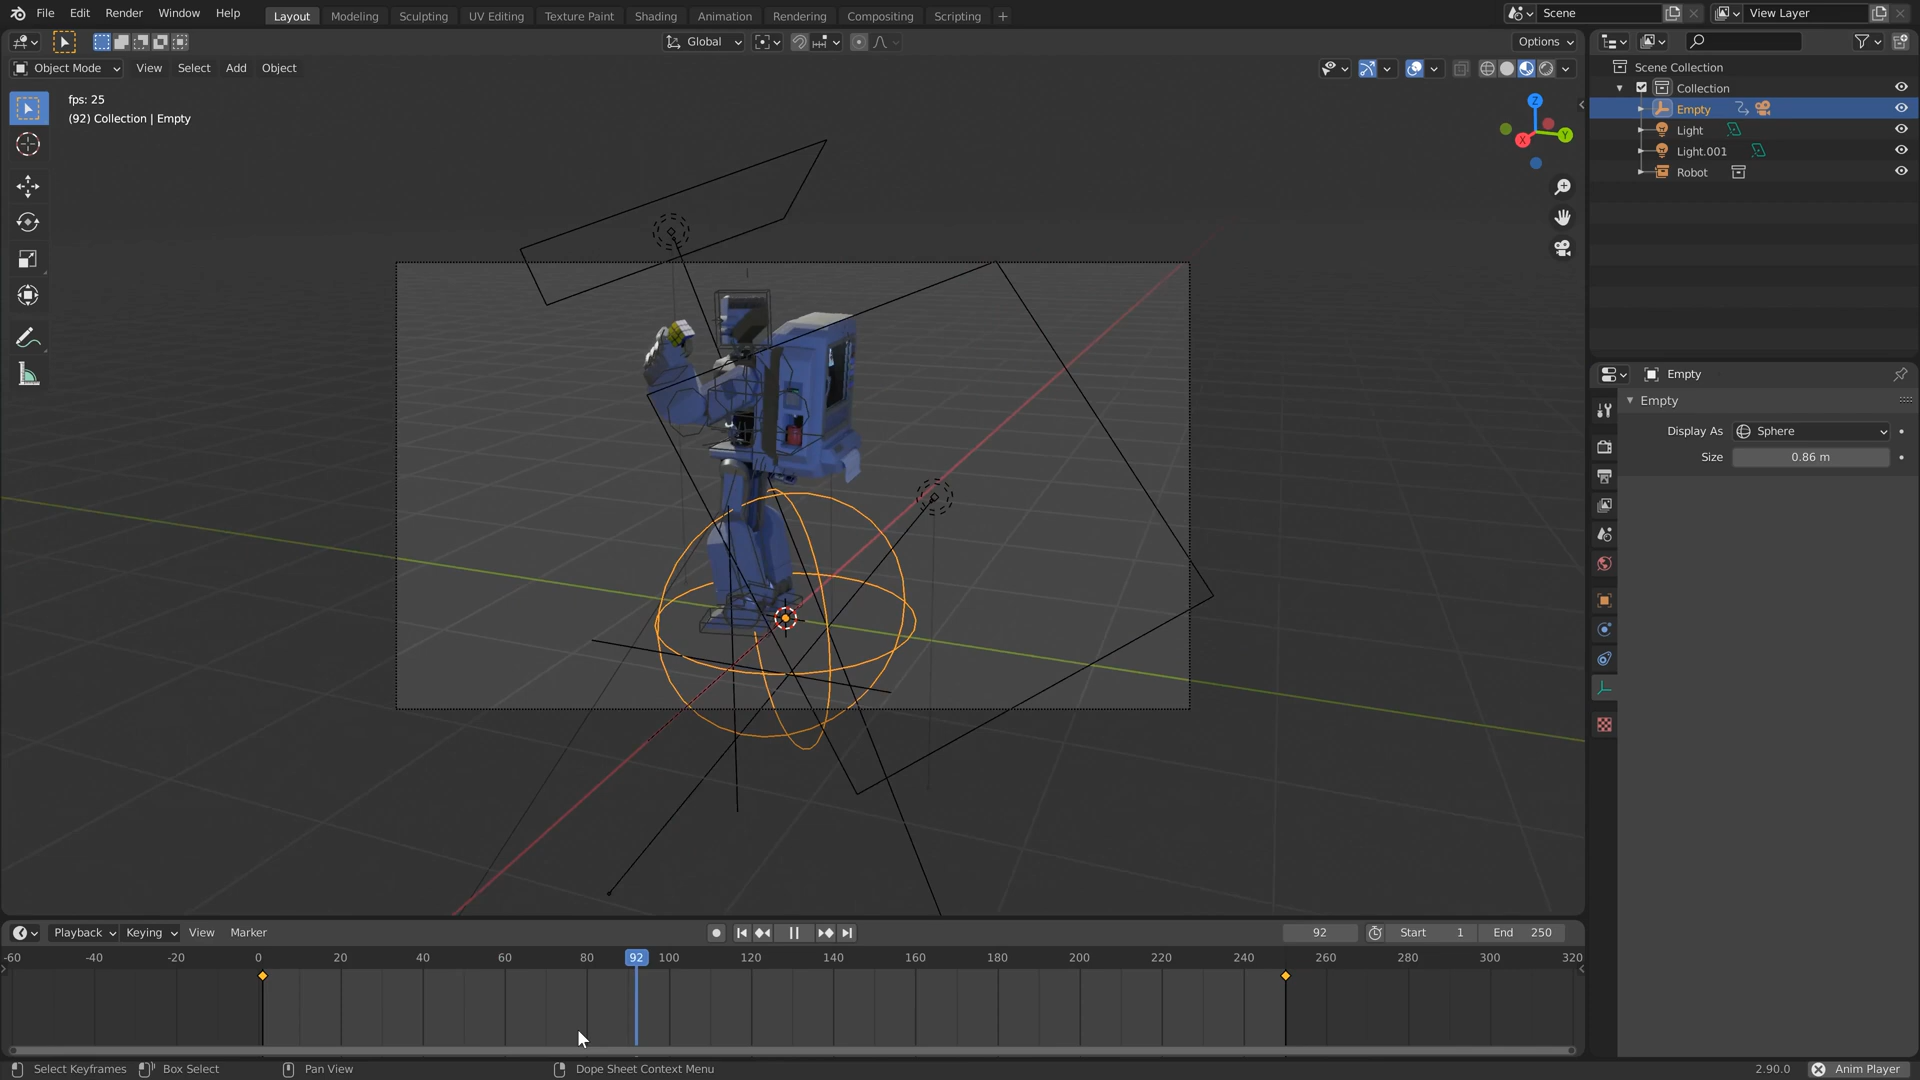 File Edit Render Window Help
Layout Modeling Sculpting UV Editing Texture Paint Shading Animation Rendering Compositing Scripting +
Scene
View Layer
Global
Options
Object Mode View Select Add Object
fps: 25
(92) Collection | Empty
Z
Y
X
Scene Collection
Collection
Empty
Light
Light.001
Robot
Empty
Empty
Display As Sphere
Size 0.86 m
Playback Keying View Marker
92 Start 1 End 250
-60 -40 -20 0 20 40 60 80 92 100 120 140 160 180 200 220 240 260 280 300 320
Select Keyframes Box Select Pan View Dope Sheet Context Menu 2.90.0 Anim Player